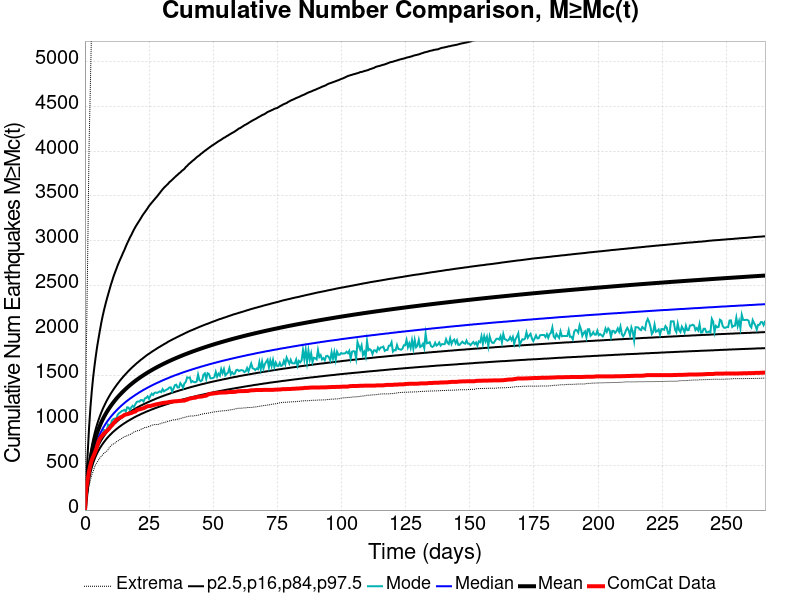 Cumulative Number Comparison, M≥Mc(t)
Cumulative Num Earthquakes M≥Mc(t)
5000
4500
4000
3500
3000
2500
2000
1500
1000
500
0
0 25 50 75 100 125 150 175 200 225 250
Time (days)
Extrema p2.5,p16,p84,p97.5 Mode Median Mean ComCat Data